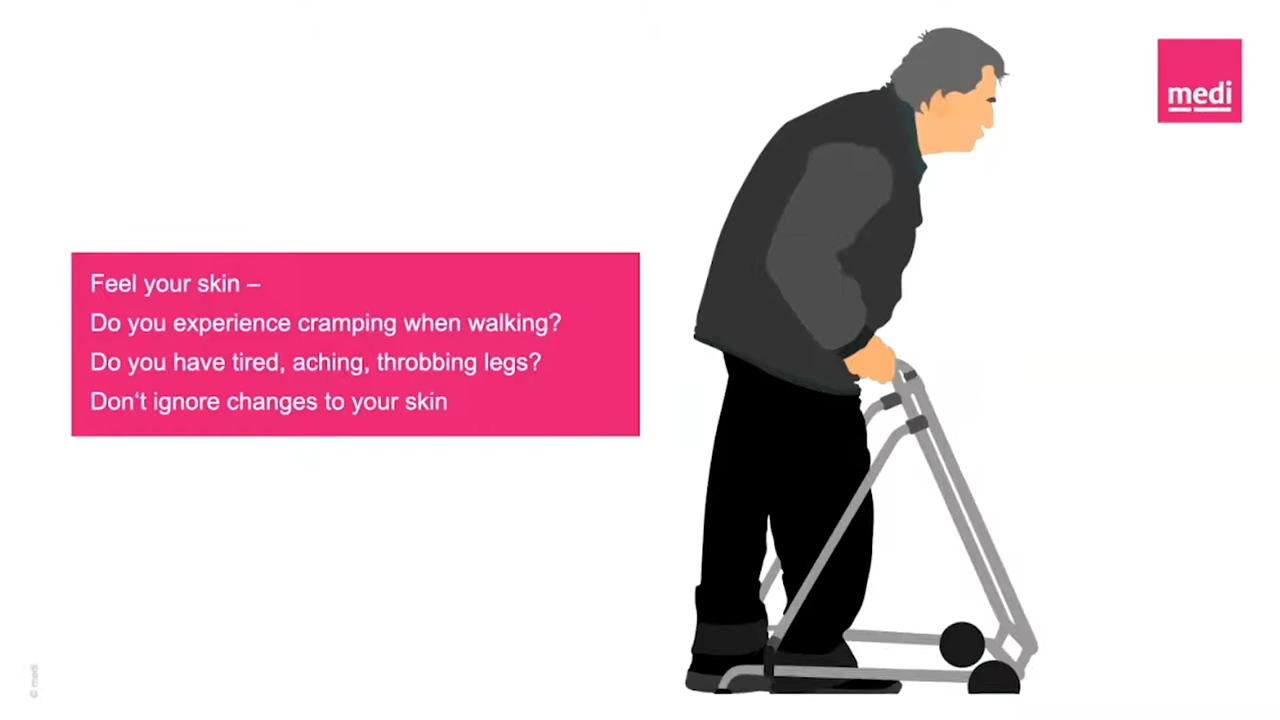 medi
Feel your skin –
Do you experience cramping when walking?
Do you have tired, aching, throbbing legs?
Don‘t ignore changes to your skin
© medi